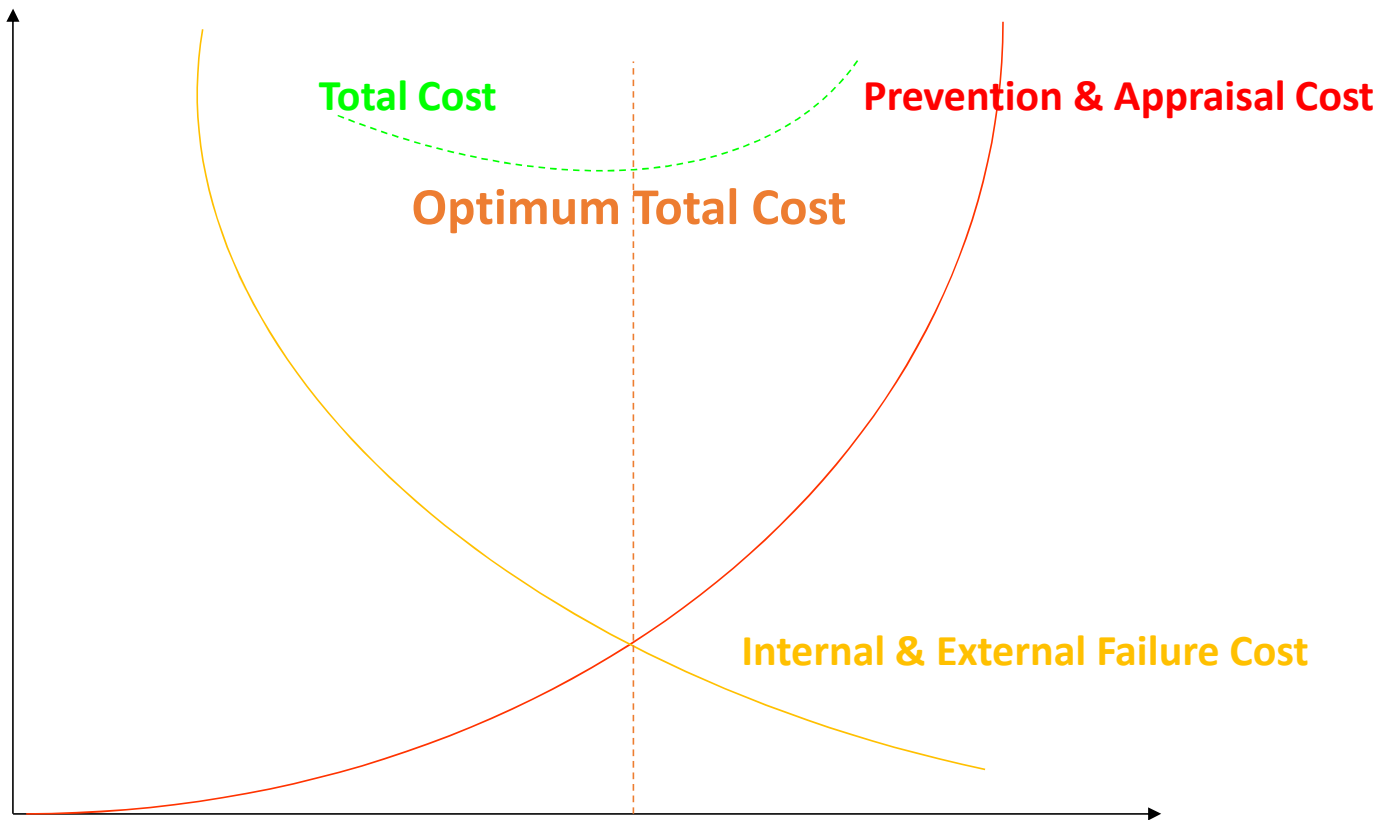 Total Cost
Prevention & Appraisal Cost
Optimum Total Cost
Internal & External Failure Cost